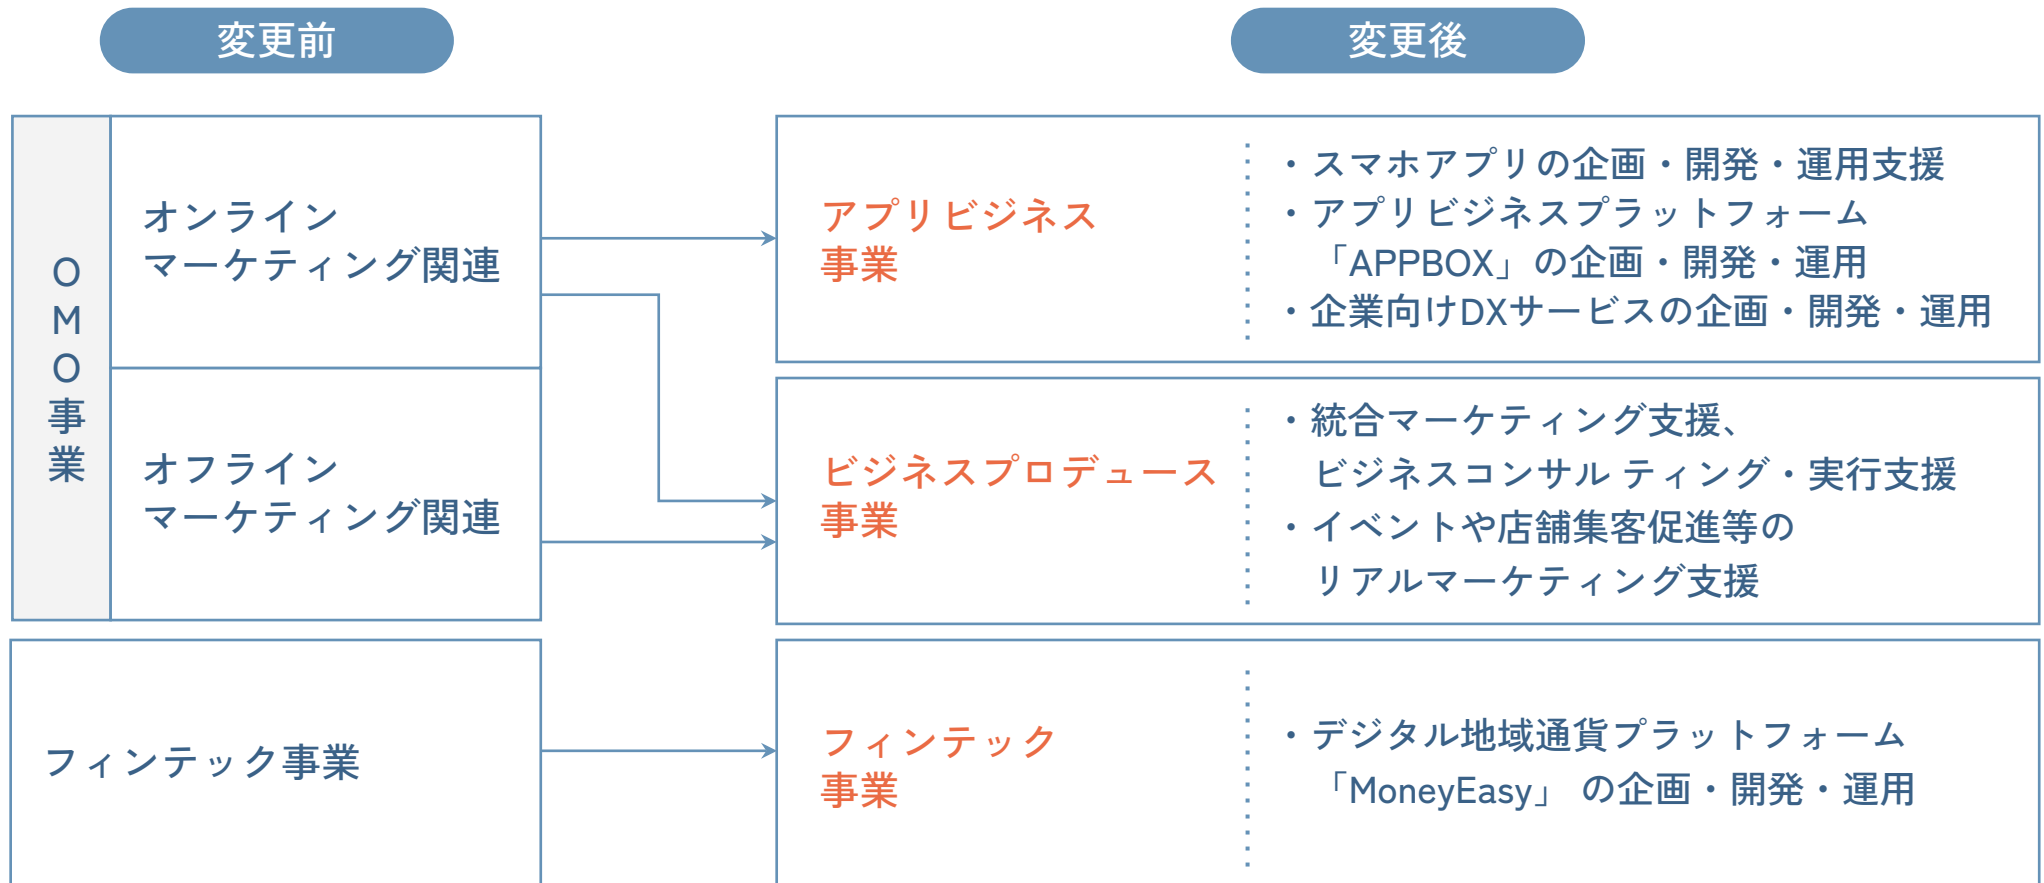 変更前
変更後
OMO事業
オンライン
マーケティング関連
オフライン
マーケティング関連
フィンテック事業
アプリビジネス
事業
・スマホアプリの企画・開発・運用支援
・アプリビジネスプラットフォーム
「APPBOX」の企画・開発・運用
・企業向けDXサービスの企画・開発・運用
ビジネスプロデュース
事業
・統合マーケティング支援、
ビジネスコンサル ティング・実行支援
・イベントや店舗集客促進等の
リアルマーケティング支援
フィンテック
事業
・デジタル地域通貨プラットフォーム
「MoneyEasy」 の企画・開発・運用